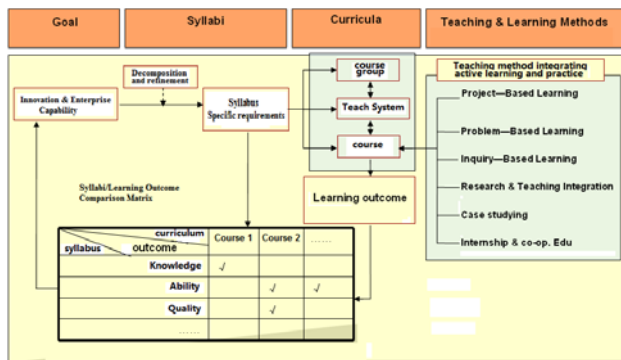 Goal
Syllabi
Curricula
Teaching & Learning Methods
Decomposition
and refinement
Innovation & Enterprise
Capability
Syllabus
Specific requirements
course
group
Teach System
course
Teaching method integrating
active learning and practice
Project—Based Learning
Problem—Based Learning
Inquiry—Based Learning
Research & Teaching Integration
Case studying
Internship & co-op. Edu
Learning outcome
Syllabi/Learning Outcome
Comparison Matrix
curriculum
syllabus outcome
Course 1
Course 2
……
Knowledge √
Ability √ √
Quality √
……